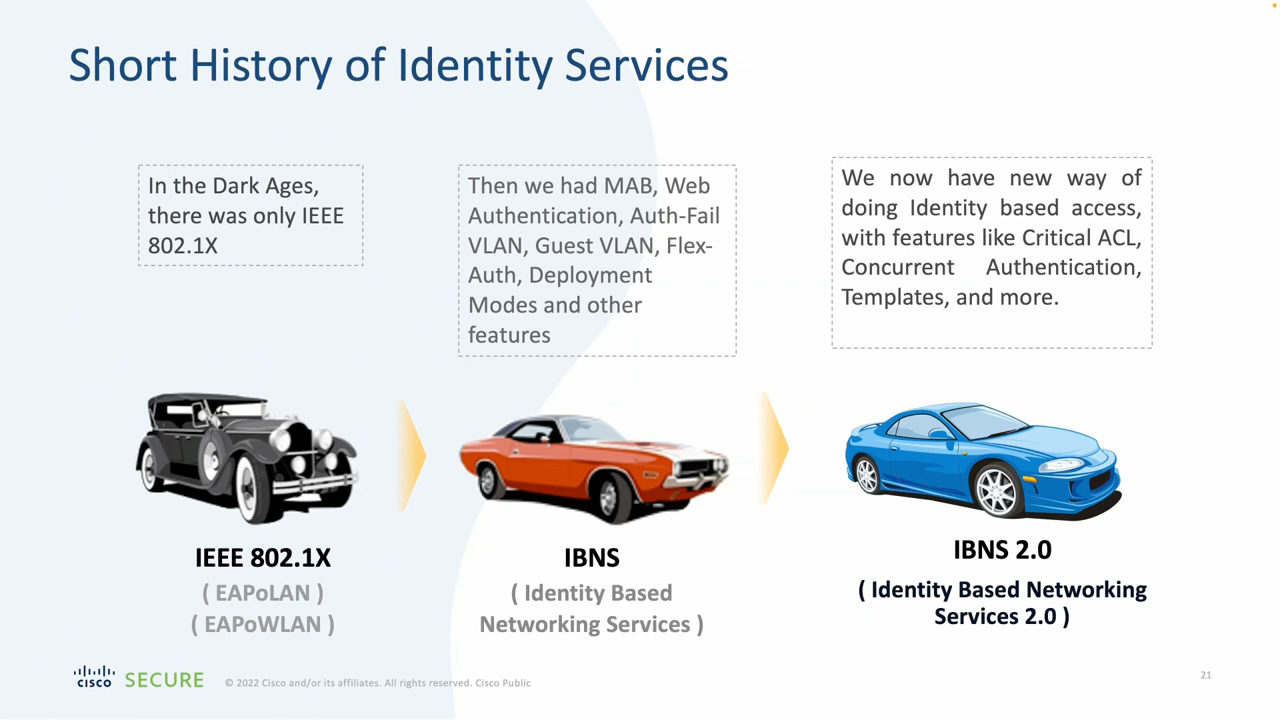 Short History of Identity Services
In the Dark Ages,
there was only IEEE
802.1X
Then we had MAB, Web
Authentication, Auth-Fail
VLAN, Guest VLAN, Flex-
Auth, Deployment
Modes and other
features
We now have new way of
doing Identity based access,
with features like Critical ACL,
Concurrent Authentication,
Templates, and more.
IEEE 802.1X
( EAPoLAN )
( EAPoWLAN )
IBNS
( Identity Based
Networking Services )
IBNS 2.0
( Identity Based Networking
Services 2.0 )
CISCO SECURE
© 2022 Cisco and/or its affiliates. All rights reserved. Cisco Public
21